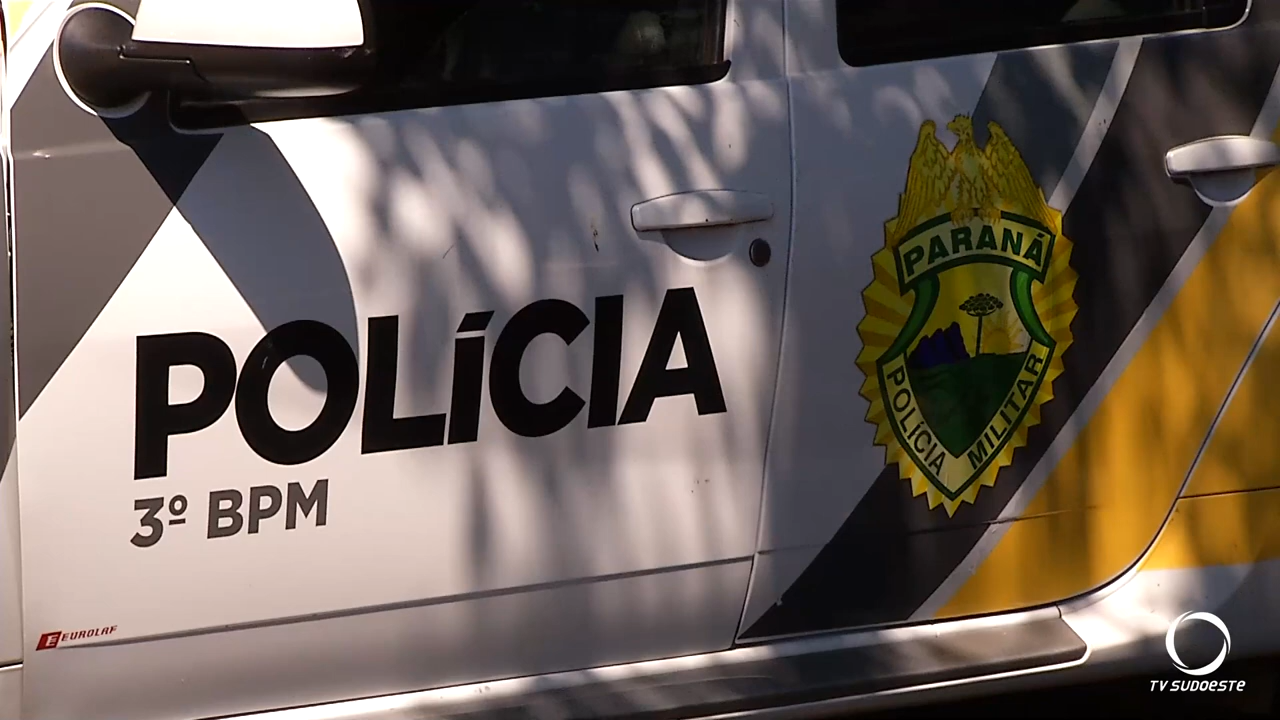 POLÍCIA
3º BPM
EUROLAF
PARANÁ
POLÍCIA MILITAR
TV SUDOESTE